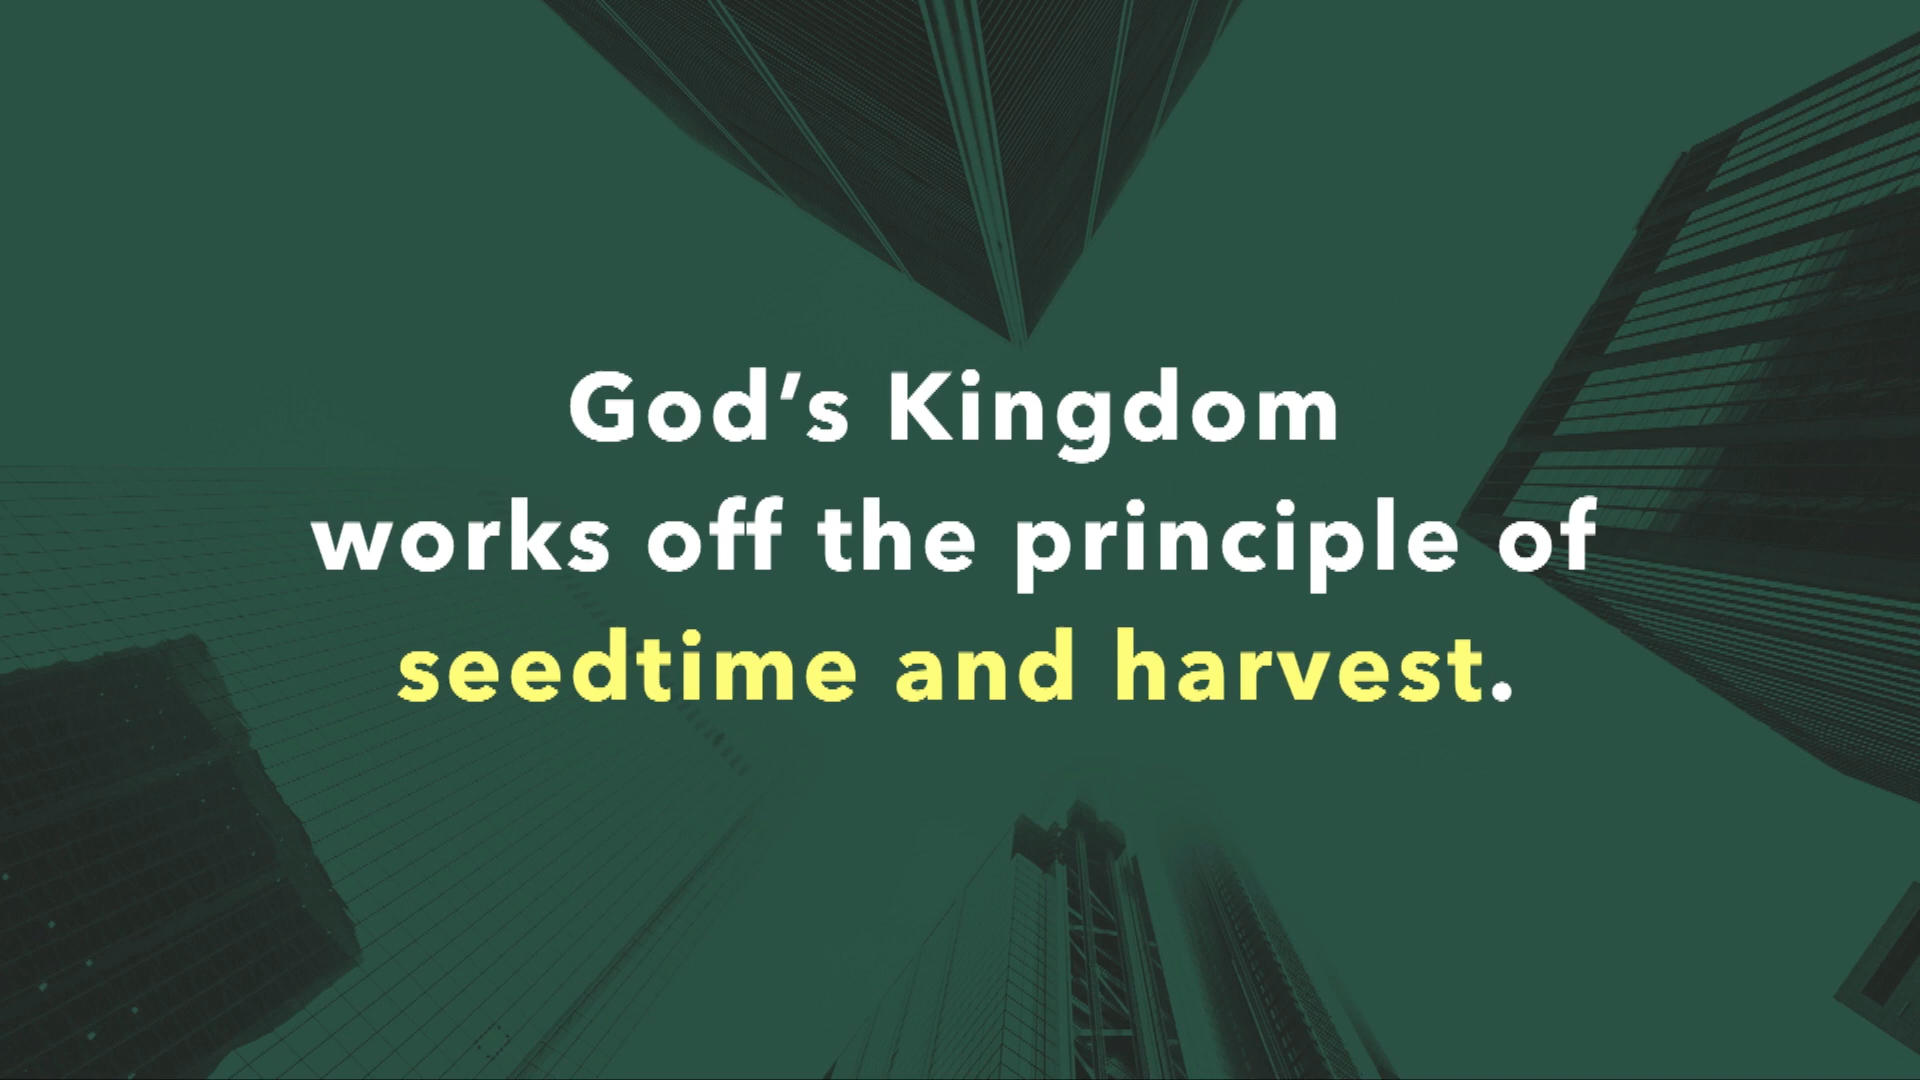 God’s Kingdom
works off the principle of
seedtime and harvest.